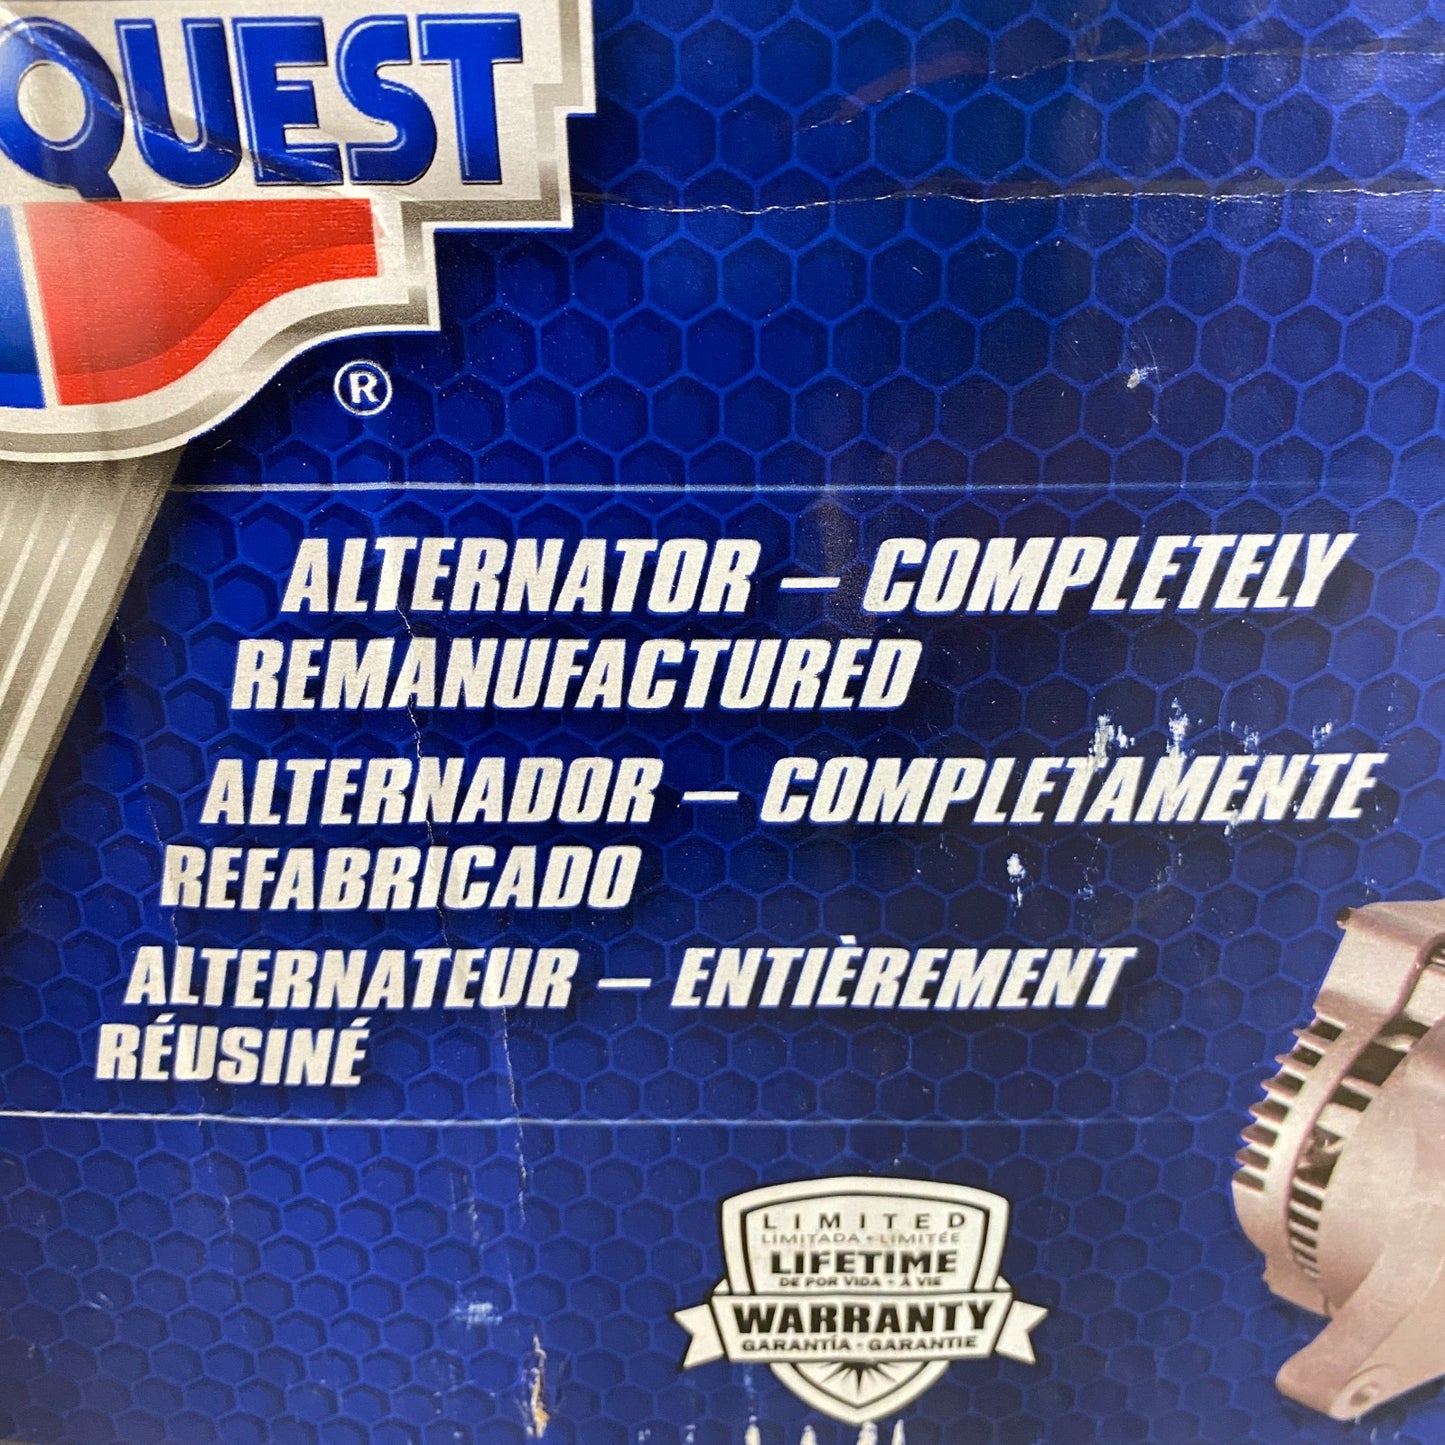 QUEST
®
ALTERNATOR – COMPLETELY
REMANUFACTURED
ALTERNADOR – COMPLETAMENTE
REFABRICADO
ALTERNATEUR – ENTIÈREMENT
RÉUSINÉ
LIMITED
LIMITADA • LIMITÉE
LIFETIME
DE POR VIDA • À VIE
WARRANTY
GARANTÍA • GARANTIE